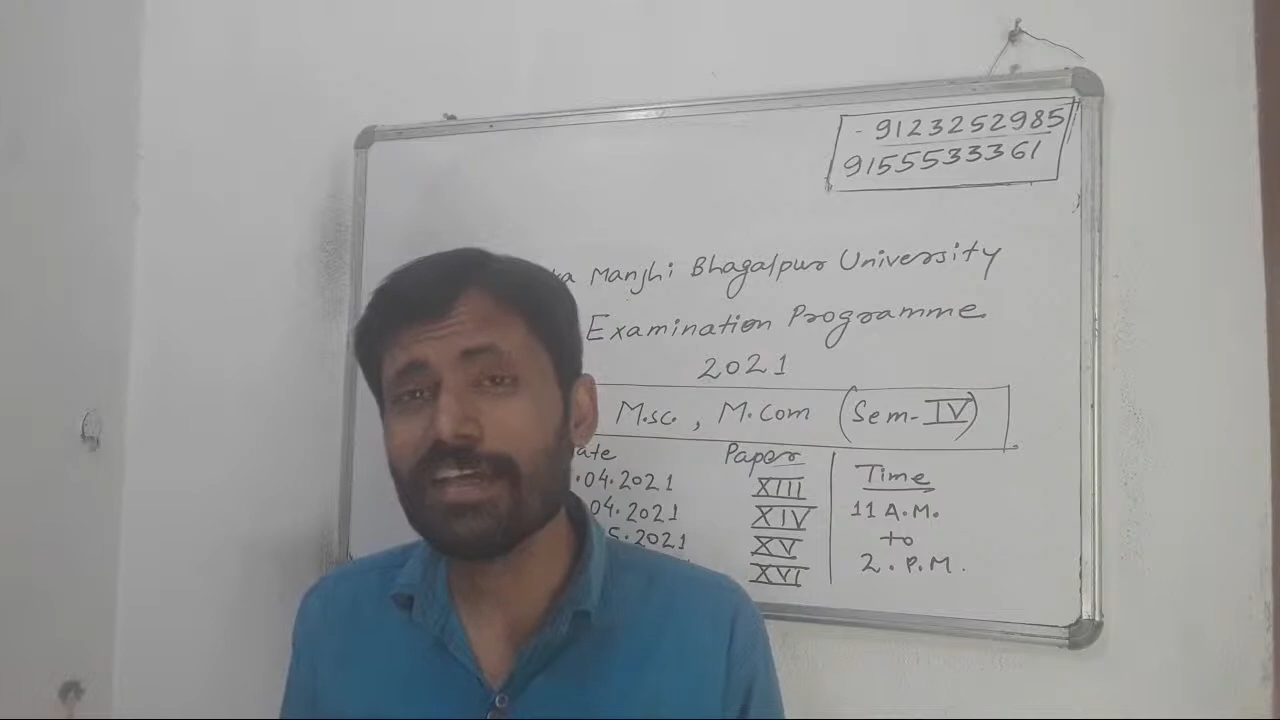 9123252985
9155533361
Manjhi Bhagalpur University
Examination Programme
2021
M.sc., M.Com (Sem-IV)
Paper
Time
.04.2021 XIII 11 A.M.
04.2021 XIV to
.2021 XV 2.P.M.
XVI